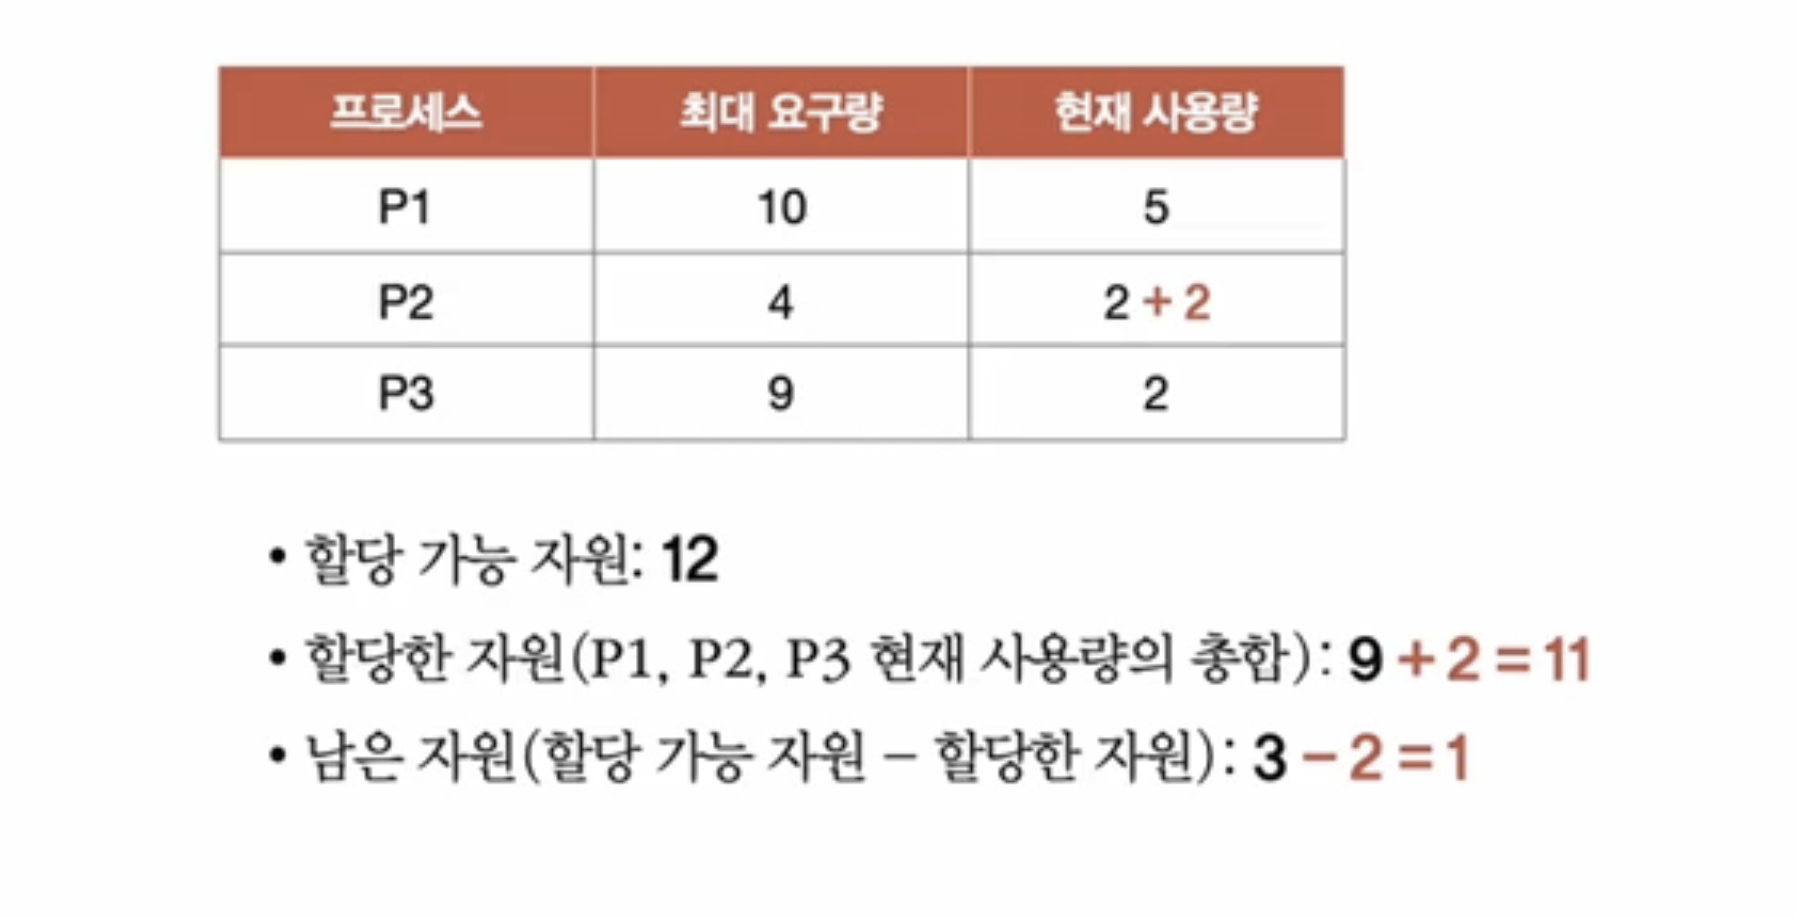 프로세스 최대 요구량 현재 사용량
P1 10 5
P2 4 2 + 2
P3 9 2
• 할당 가능 자원: 12
• 할당한 자원(P1, P2, P3 현재 사용량의 총합): 9 + 2 = 11
• 남은 자원(할당 가능 자원 – 할당한 자원): 3 – 2 = 1